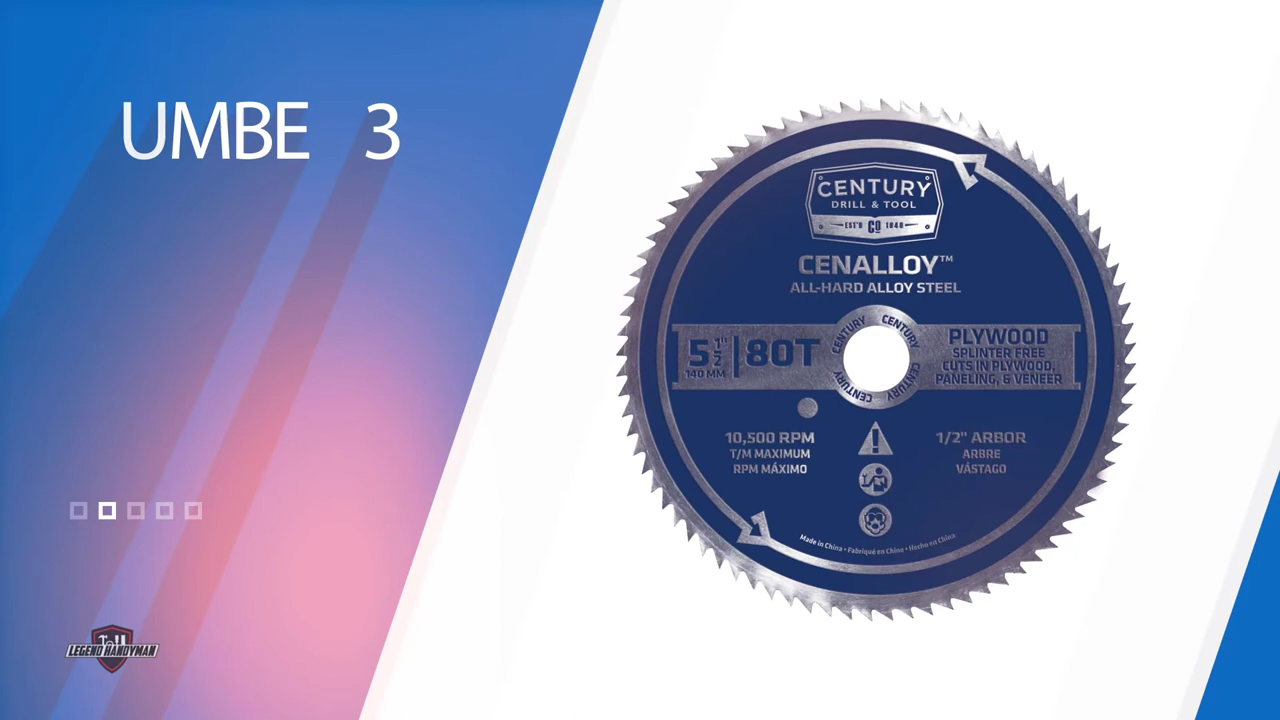 UMBE 3
LEGEND HANDYMAN
CENTURY
DRILL & TOOL
EST'D CO 1940
CENALLOY™
ALL-HARD ALLOY STEEL
CENTURY CENTURY CENTURY CENTURY
5 1/2" 80T
140 MM
PLYWOOD
SPLINTER FREE
CUTS IN PLYWOOD,
PANELING, & VENEER
10,500 RPM
T/M MAXIMUM
RPM MÁXIMO
1/2" ARBOR
ARBRE
VÁSTAGO
Made in China • Fabriqué en Chine • Hecho en China